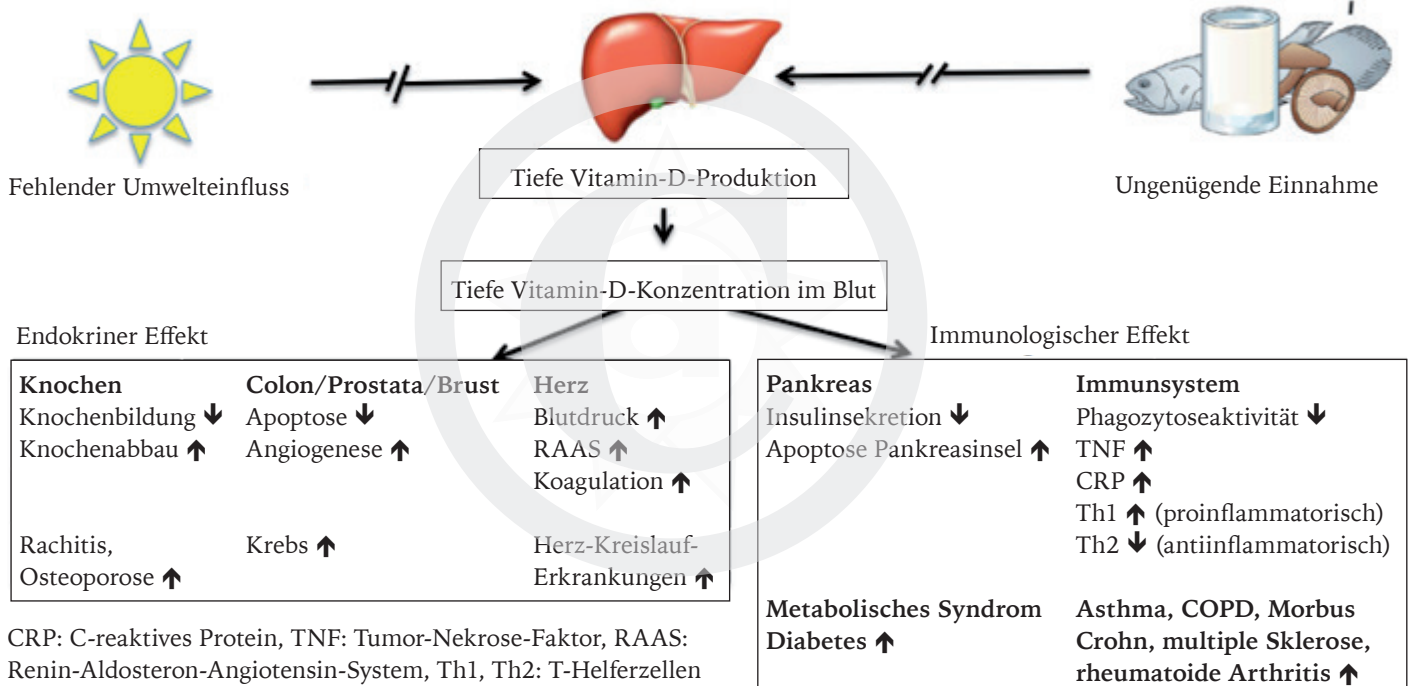 Fehlender Umwelteinfluss
Tiefe Vitamin-D-Produktion
Ungenügende Einnahme
Tiefe Vitamin-D-Konzentration im Blut
Endokriner Effekt
Knochen
Knochenbildung ↓
Knochenabbau ↑
Rachitis,
Osteoporose ↑
Colon/Prostata/Brust
Apoptose ↓
Angiogenese ↑
Krebs ↑
Herz
Blutdruck ↑
RAAS ↑
Koagulation ↑
Herz-Kreislauf-
Erkrankungen ↑
Immunologischer Effekt
Pankreas
Insulinsekretion ↓
Apoptose Pankreasinsel ↑
Metabolisches Syndrom
Diabetes ↑
Immunsystem
Phagozytoseaktivität ↓
TNF ↑
CRP ↑
Th1 ↑ (proinflammatorisch)
Th2 ↓ (antiinflammatorisch)
Asthma, COPD, Morbus
Crohn, multiple Sklerose,
rheumatoide Arthritis ↑
CRP: C-reaktives Protein, TNF: Tumor-Nekrose-Faktor, RAAS:
Renin-Aldosteron-Angiotensin-System, Th1, Th2: T-Helferzellen